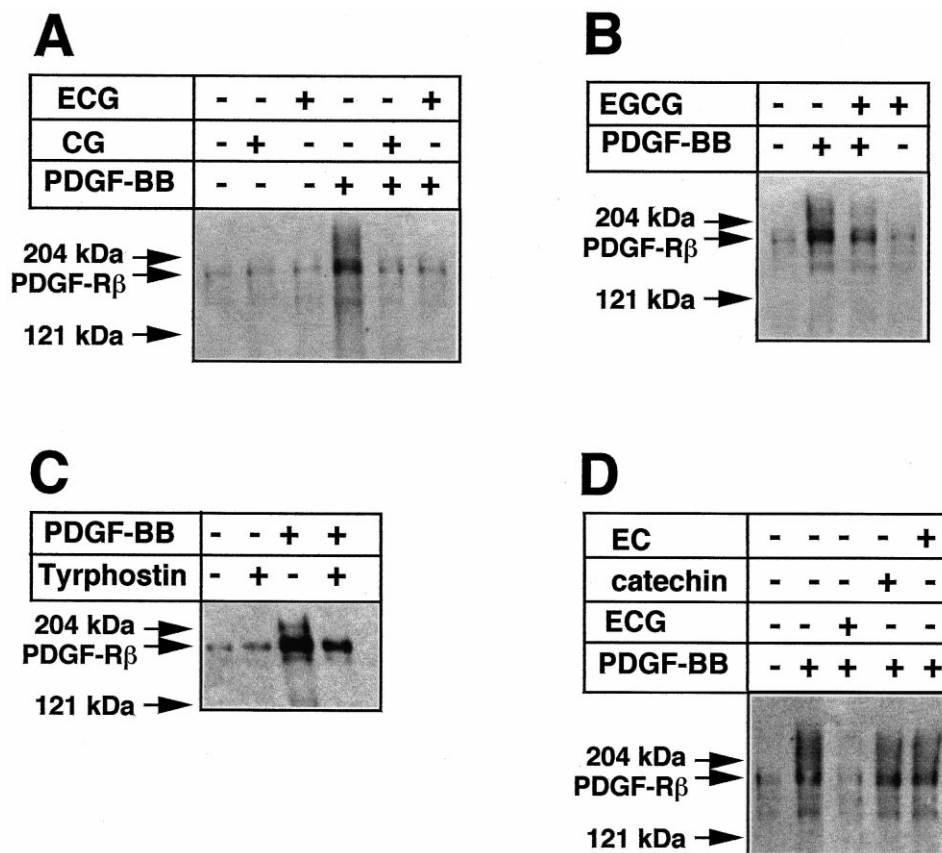 A
ECG - - + - - +
CG - + - - + -
PDGF-BB - - - + + +
204 kDa
PDGF-Rβ
121 kDa
B
EGCG - - + +
PDGF-BB - + + -
204 kDa
PDGF-Rβ
121 kDa
C
PDGF-BB - - + +
Tyrphostin - + - +
204 kDa
PDGF-Rβ
121 kDa
D
EC - - - - +
catechin - - - + -
ECG - - + - -
PDGF-BB - + + + +
204 kDa
PDGF-Rβ
121 kDa